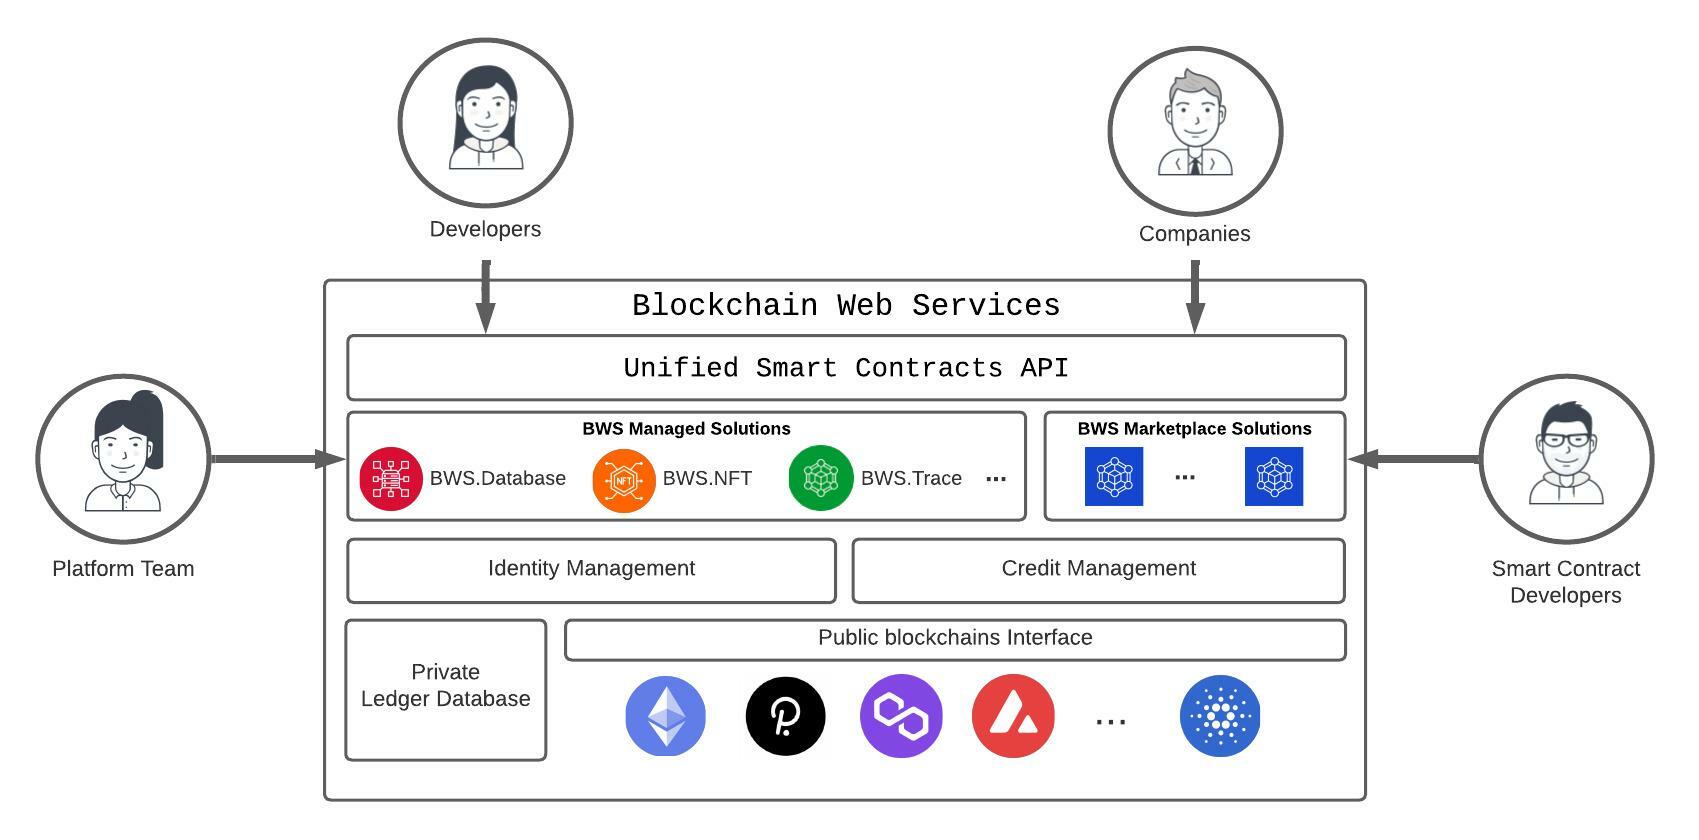 Developers
Companies
Blockchain Web Services
Unified Smart Contracts API
BWS Managed Solutions
BWS Marketplace Solutions
BWS.Database
NFT
BWS.NFT
BWS.Trace
...
...
Platform Team
Smart Contract
Developers
Identity Management
Credit Management
Private
Ledger Database
Public blockchains Interface
...